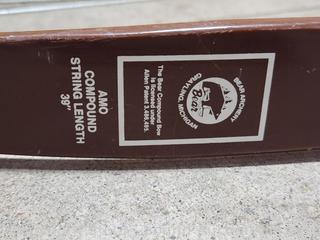 AMO
COMPOUND
STRING LENGTH
39"
The Bear Compound Bow
is licensed under
Allen Patent 3,486,495.
BEAR ARCHERY
Bear
GRAYLING, MICHIGAN